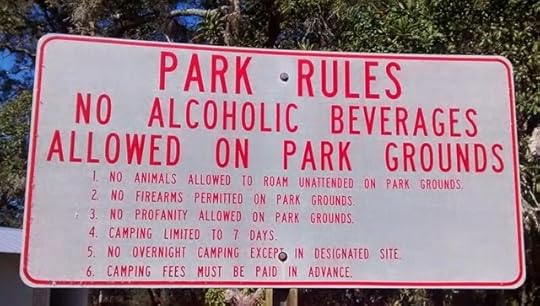 PARK RULES
NO ALCOHOLIC BEVERAGES
ALLOWED ON PARK GROUNDS
1. NO ANIMALS ALLOWED TO ROAM UNATTENDED ON PARK GROUNDS.
2. NO FIREARMS PERMITTED ON PARK GROUNDS.
3. NO PROFANITY ALLOWED ON PARK GROUNDS.
4. CAMPING LIMITED TO 7 DAYS.
5. NO OVERNIGHT CAMPING EXCEPT IN DESIGNATED SITE.
6. CAMPING FEES MUST BE PAID IN ADVANCE.